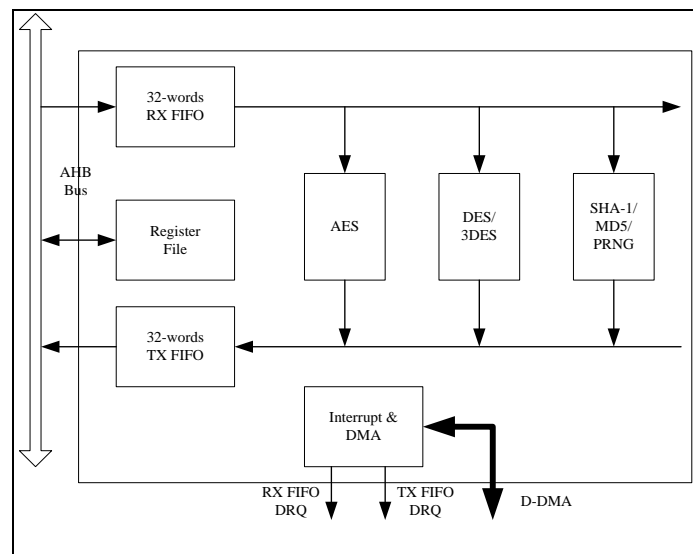 32-words
RX FIFO
AHB
Bus
Register
File
AES
DES/
3DES
SHA-1/
MD5/
PRNG
32-words
TX FIFO
Interrupt &
DMA
RX FIFO
DRQ
TX FIFO
DRQ
D-DMA